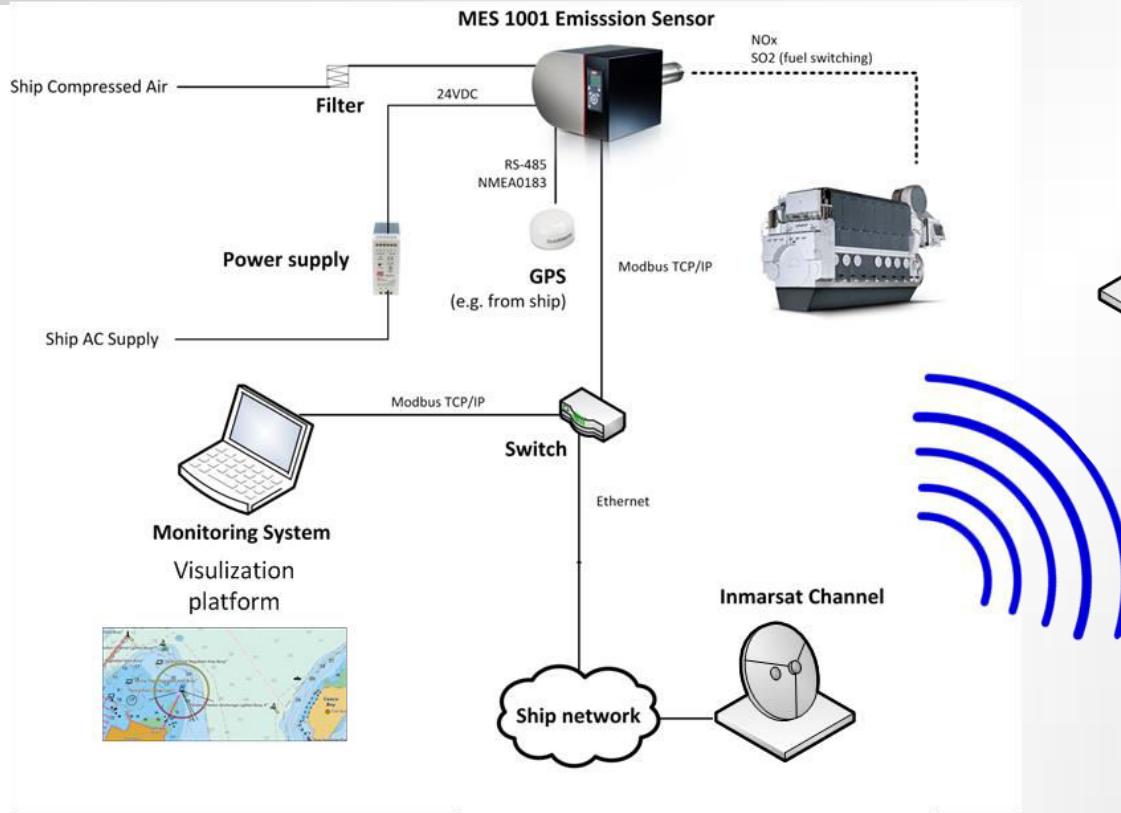 MES 1001 Emisssion Sensor
NOx
SO2 (fuel switching)
Ship Compressed Air
Filter
24VDC
RS-485
NMEA0183
Power supply
GPS
(e.g. from ship)
Modbus TCP/IP
Ship AC Supply
Modbus TCP/IP
Switch
Ethernet
Monitoring System
Visulization
platform
Inmarsat Channel
Ship network